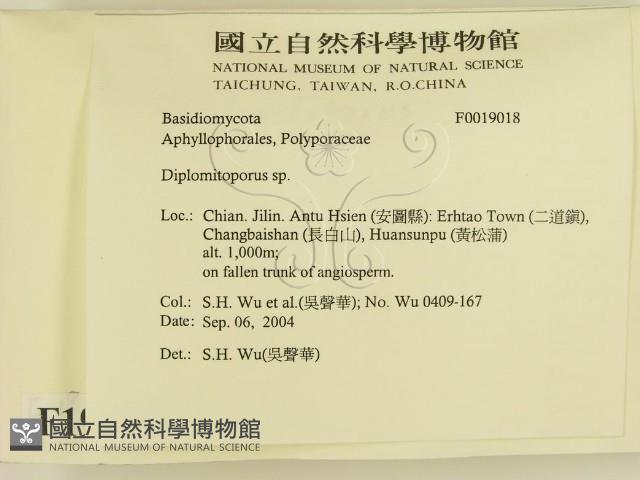 國立自然科學博物館
NATIONAL MUSEUM OF NATURAL SCIENCE
TAICHUNG, TAIWAN, R.O.CHINA
Basidiomycota F0019018
Aphyllophorales, Polyporaceae
Diplomitoporus sp.
Loc.: Chian. Jilin. Antu Hsien (安圖縣): Erhtao Town (二道鎮),
Changbaishan (長白山), Huansunpu (黃松蒲)
alt. 1,000m;
on fallen trunk of angiosperm.
Col.: S.H. Wu et al.(吳聲華); No. Wu 0409-167
Date: Sep. 06, 2004
Det.: S.H. Wu(吳聲華)
國立自然科學博物館
NATIONAL MUSEUM OF NATURAL SCIENCE